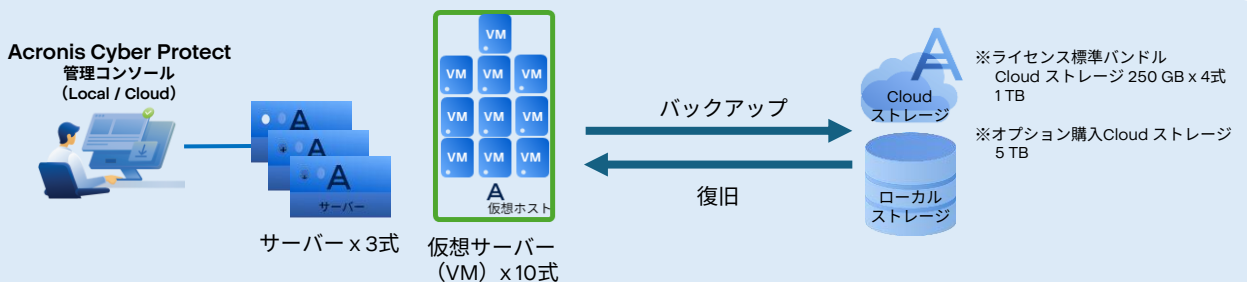 Acronis Cyber Protect
管理コンソール
（Local / Cloud）
サーバー
サーバー x 3式
VM
VM VM VM
VM VM VM
VM VM VM
仮想ホスト
仮想サーバー
（VM）x 10式
バックアップ
復旧
Cloud
ストレージ
ローカル
ストレージ
※ライセンス標準バンドル
Cloud ストレージ 250 GB x 4式
1 TB
※オプション購入Cloud ストレージ
5 TB